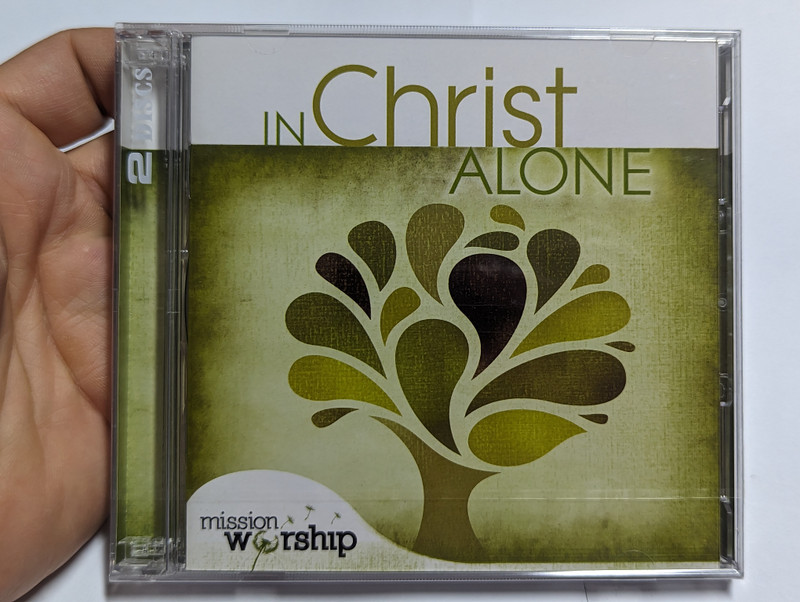 2 DISCS
IN Christ
ALONE
mission
worship